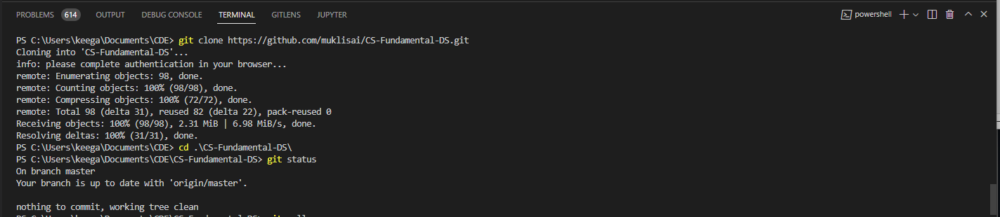 PROBLEMS 614 OUTPUT DEBUG CONSOLE TERMINAL GITLENS JUPYTER powershell
PS C:\Users\keega\Documents\CDE> git clone https://github.com/muklisai/CS-Fundamental-DS.git
Cloning into 'CS-Fundamental-DS'...
info: please complete authentication in your browser...
remote: Enumerating objects: 98, done.
remote: Counting objects: 100% (98/98), done.
remote: Compressing objects: 100% (72/72), done.
remote: Total 98 (delta 31), reused 82 (delta 22), pack-reused 0
Receiving objects: 100% (98/98), 2.31 MiB | 6.98 MiB/s, done.
Resolving deltas: 100% (31/31), done.
PS C:\Users\keega\Documents\CDE> cd .\CS-Fundamental-DS\
PS C:\Users\keega\Documents\CDE\CS-Fundamental-DS> git status
On branch master
Your branch is up to date with 'origin/master'.
nothing to commit, working tree clean